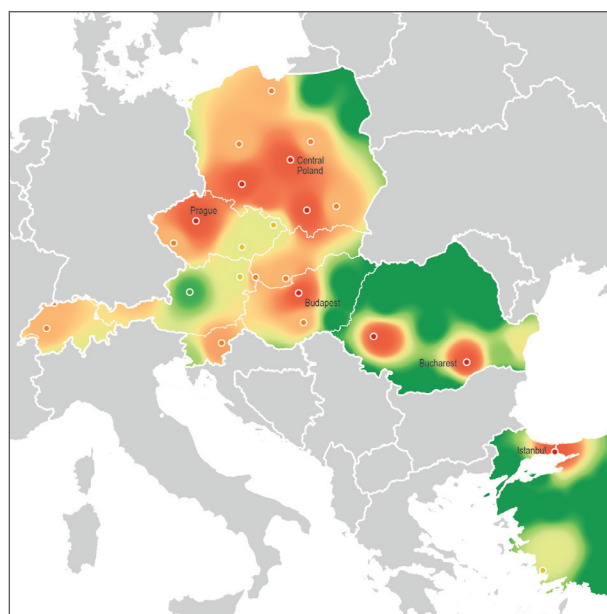 Central
Poland
Prague
Budapest
Bucharest
Istanbul